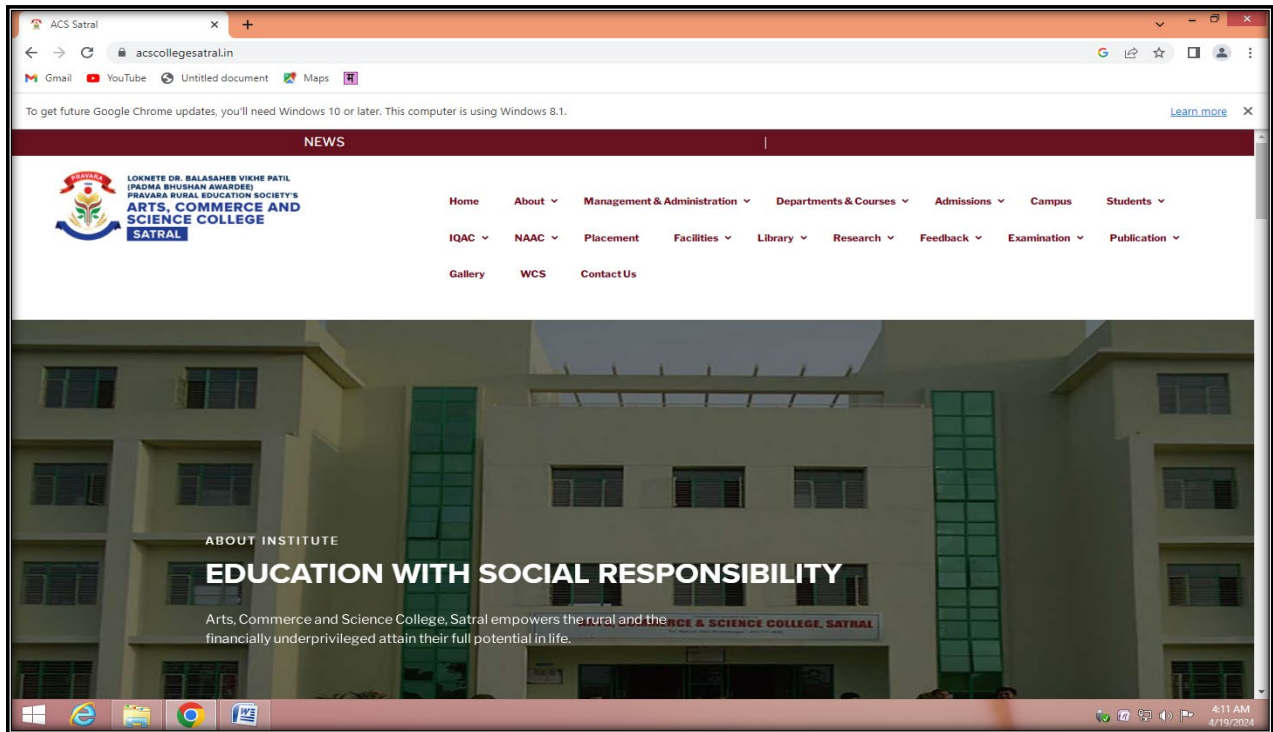 ACS Satral
acscollegesatral.in
Gmail YouTube Untitled document Maps म
To get future Google Chrome updates, you'll need Windows 10 or later. This computer is using Windows 8.1. Learn more
NEWS |
PRAVARA
LOKNETE DR. BALASAHEB VIKHE PATIL
(PADMA BHUSHAN AWARDEE)
PRAVARA RURAL EDUCATION SOCIETY'S
ARTS, COMMERCE AND
SCIENCE COLLEGE
SATRAL
Home About Management & Administration Departments & Courses Admissions Campus Students
IQAC NAAC Placement Facilities Library Research Feedback Examination Publication
Gallery WCS Contact Us
ABOUT INSTITUTE
EDUCATION WITH SOCIAL RESPONSIBILITY
Arts, Commerce and Science College, Satral empowers the rural and the
financially underprivileged attain their full potential in life.
& SCIENCE COLLEGE, SATRAL
4:11 AM
4/19/2024